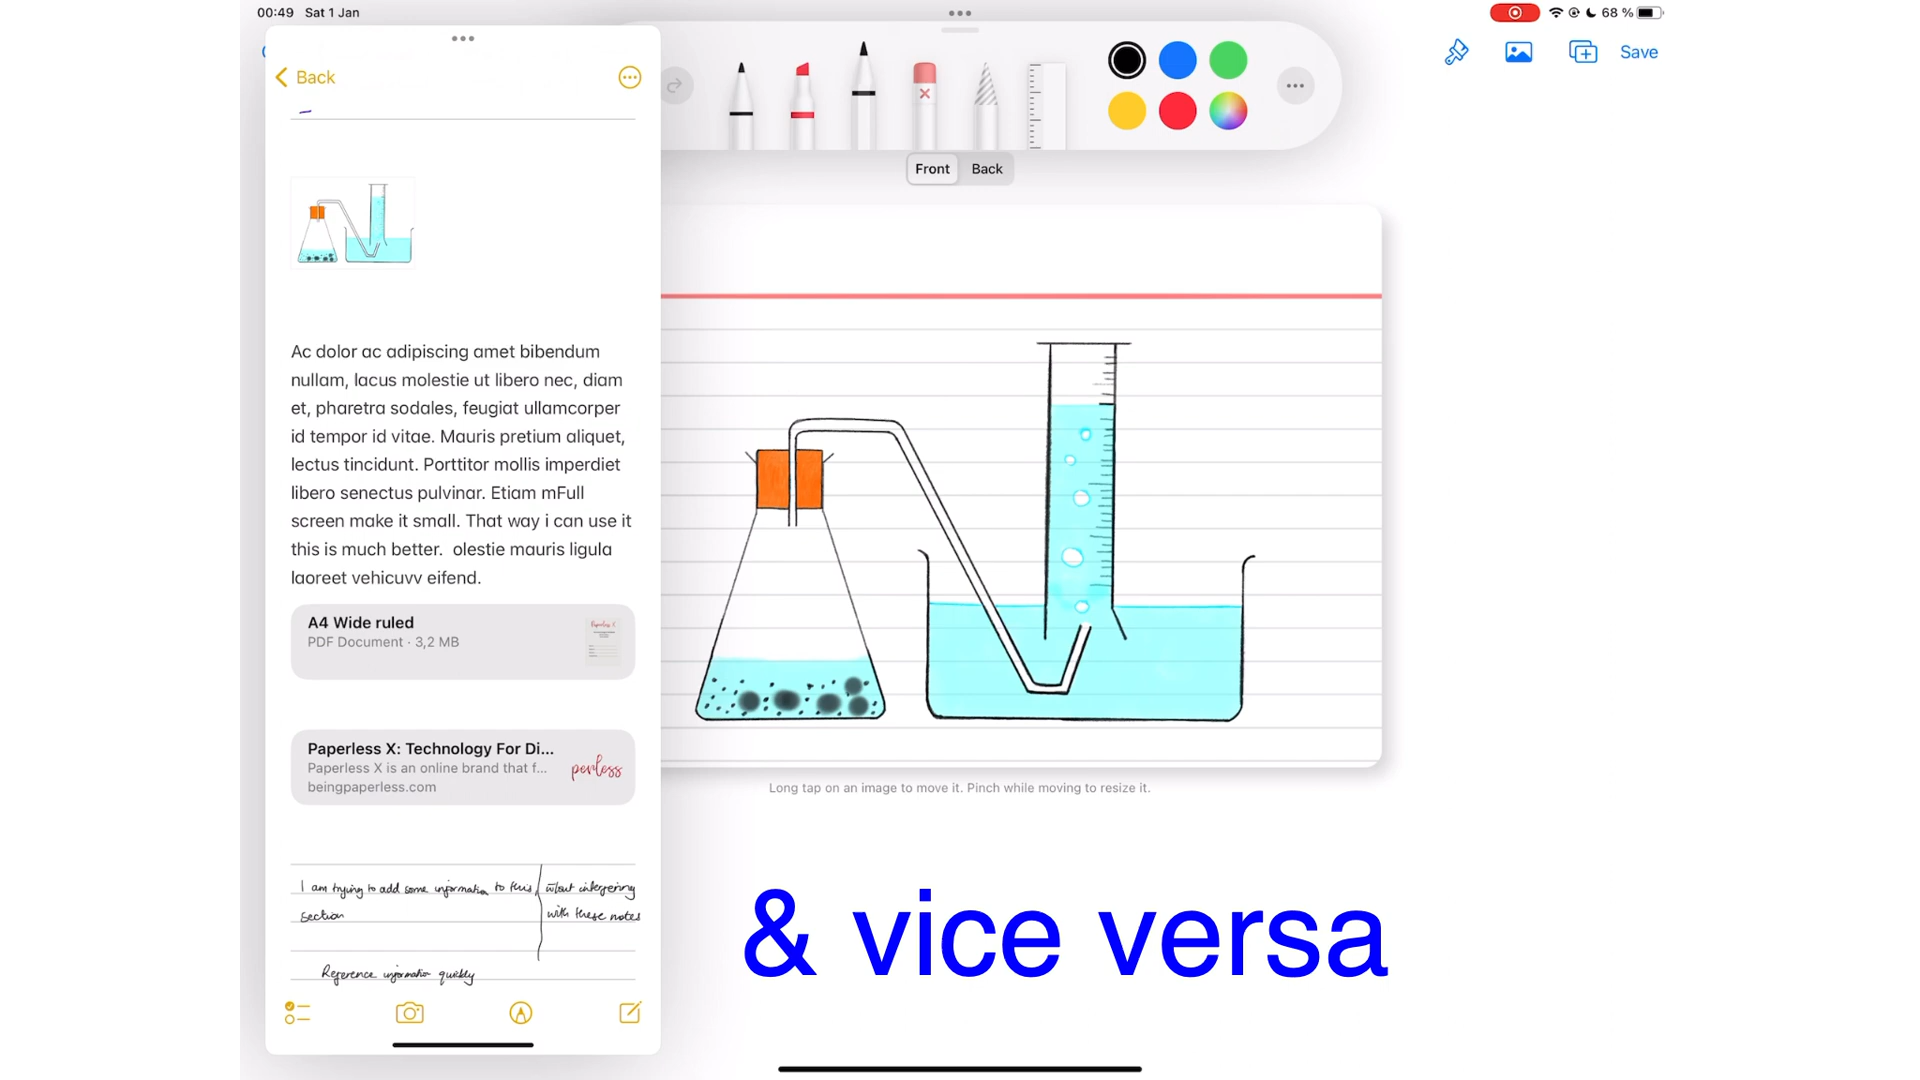 00:49 Sat 1 Jan
68 %
Back
Save
Front Back
Ac dolor ac adipiscing amet bibendum
nullam, lacus molestie ut libero nec, diam
et, pharetra sodales, feugiat ullamcorper
id tempor id vitae. Mauris pretium aliquet,
lectus tincidunt. Porttitor mollis imperdiet
libero senectus pulvinar. Etiam mFull
screen make it small. That way i can use it
this is much better.  olestie mauris ligula
laoreet vehicuvv eifend.
A4 Wide ruled
PDF Document · 3,2 MB
Paperless X
Paperless X: Technology For Di...
Paperless X is an online brand that f...
beingpaperless.com
perless
I am trying to add some information to this
section
with these notes
Reference information quickly
Long tap on an image to move it. Pinch while moving to resize it.
& vice versa